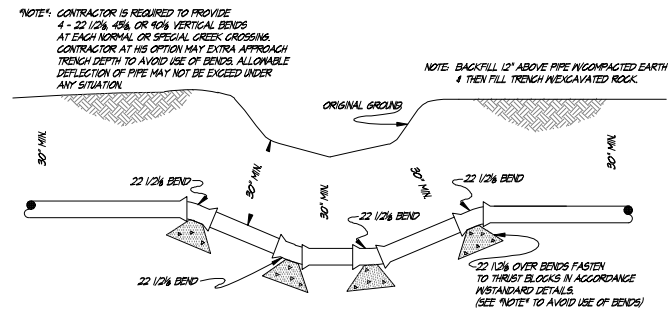 "NOTE": CONTRACTOR IS REQUIRED TO PROVIDE
4 - 22 1/2%, 45%, OR 90% VERTICAL BENDS
AT EACH NORMAL OR SPECIAL CREEK CROSSING.
CONTRACTOR AT HIS OPTION MAY EXTRA APPROACH
TRENCH DEPTH TO AVOID USE OF BENDS. ALLOWABLE
DEFLECTION OF PIPE MAY NOT BE EXCEEDED UNDER
ANY SITUATION.
NOTE: BACKFILL 12" ABOVE PIPE W/COMPACTED EARTH
& THEN FILL TRENCH W/EXCAVATED ROCK.
ORIGINAL GROUND
30" MIN.
30" MIN.
30" MIN.
30" MIN.
30" MIN.
22 1/2% BEND
22 1/2% BEND
22 1/2% BEND
22 1/2% BEND
22 1\2% OVER BENDS FASTEN
TO THRUST BLOCKS IN ACCORDANCE
W/STANDARD DETAILS.
(SEE "NOTE" TO AVOID USE OF BENDS)